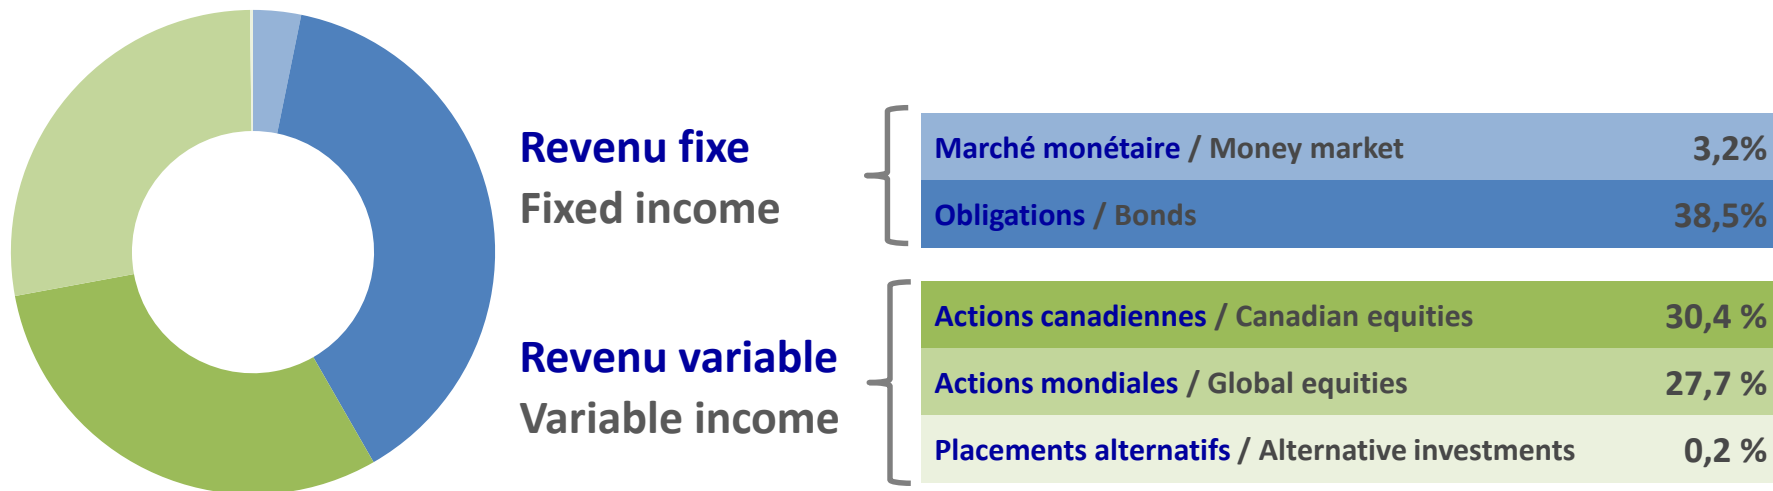 Revenu fixe
Fixed income
Marché monétaire / Money market 3,2%
Obligations / Bonds 38,5%
Revenu variable
Variable income
Actions canadiennes / Canadian equities 30,4 %
Actions mondiales / Global equities 27,7 %
Placements alternatifs / Alternative investments 0,2 %